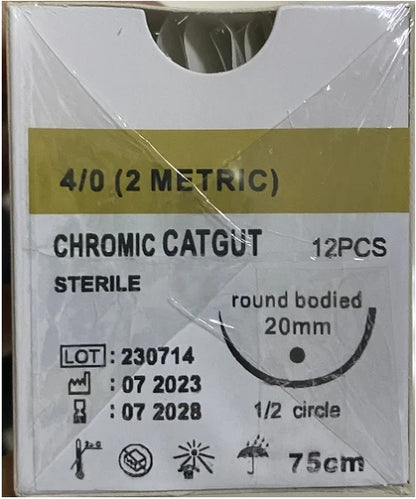 4/0 (2 METRIC)
CHROMIC CATGUT 12PCS
STERILE
round bodied
20mm
LOT : 230714
: 07 2023
: 07 2028
1/2 circle
75cm